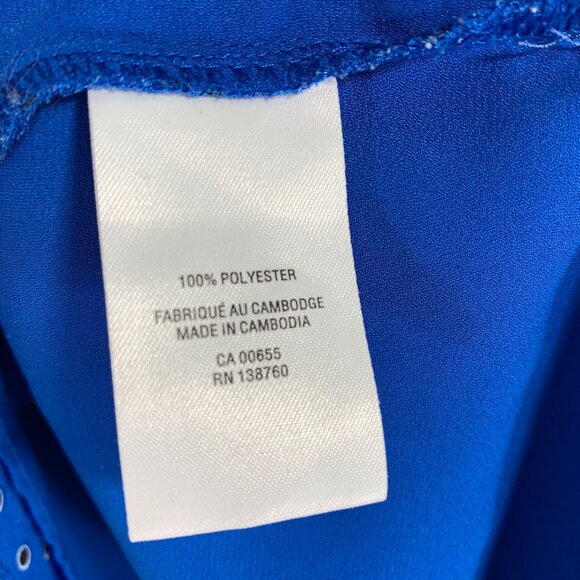 100% POLYESTER
FABRIQUÉ AU CAMBODGE
MADE IN CAMBODIA
CA 00655
RN 138760